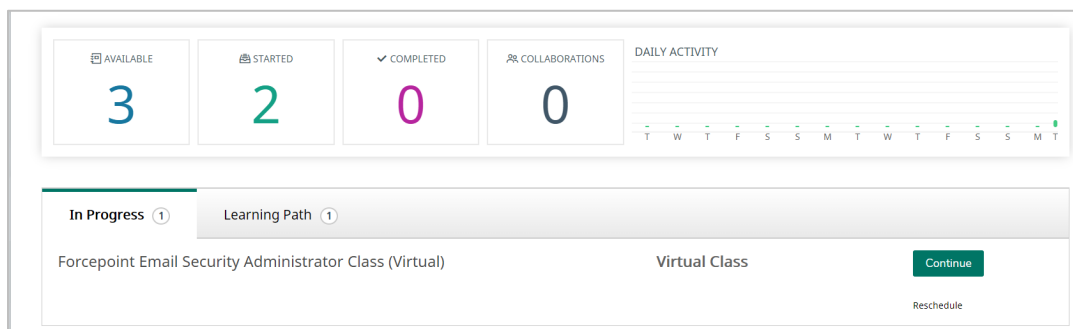 AVAILABLE
3
STARTED
2
COMPLETED
0
COLLABORATIONS
0
DAILY ACTIVITY
T W T F S S M T W T F S S M T
In Progress 1
Learning Path 1
Forcepoint Email Security Administrator Class (Virtual) Virtual Class Continue
Reschedule